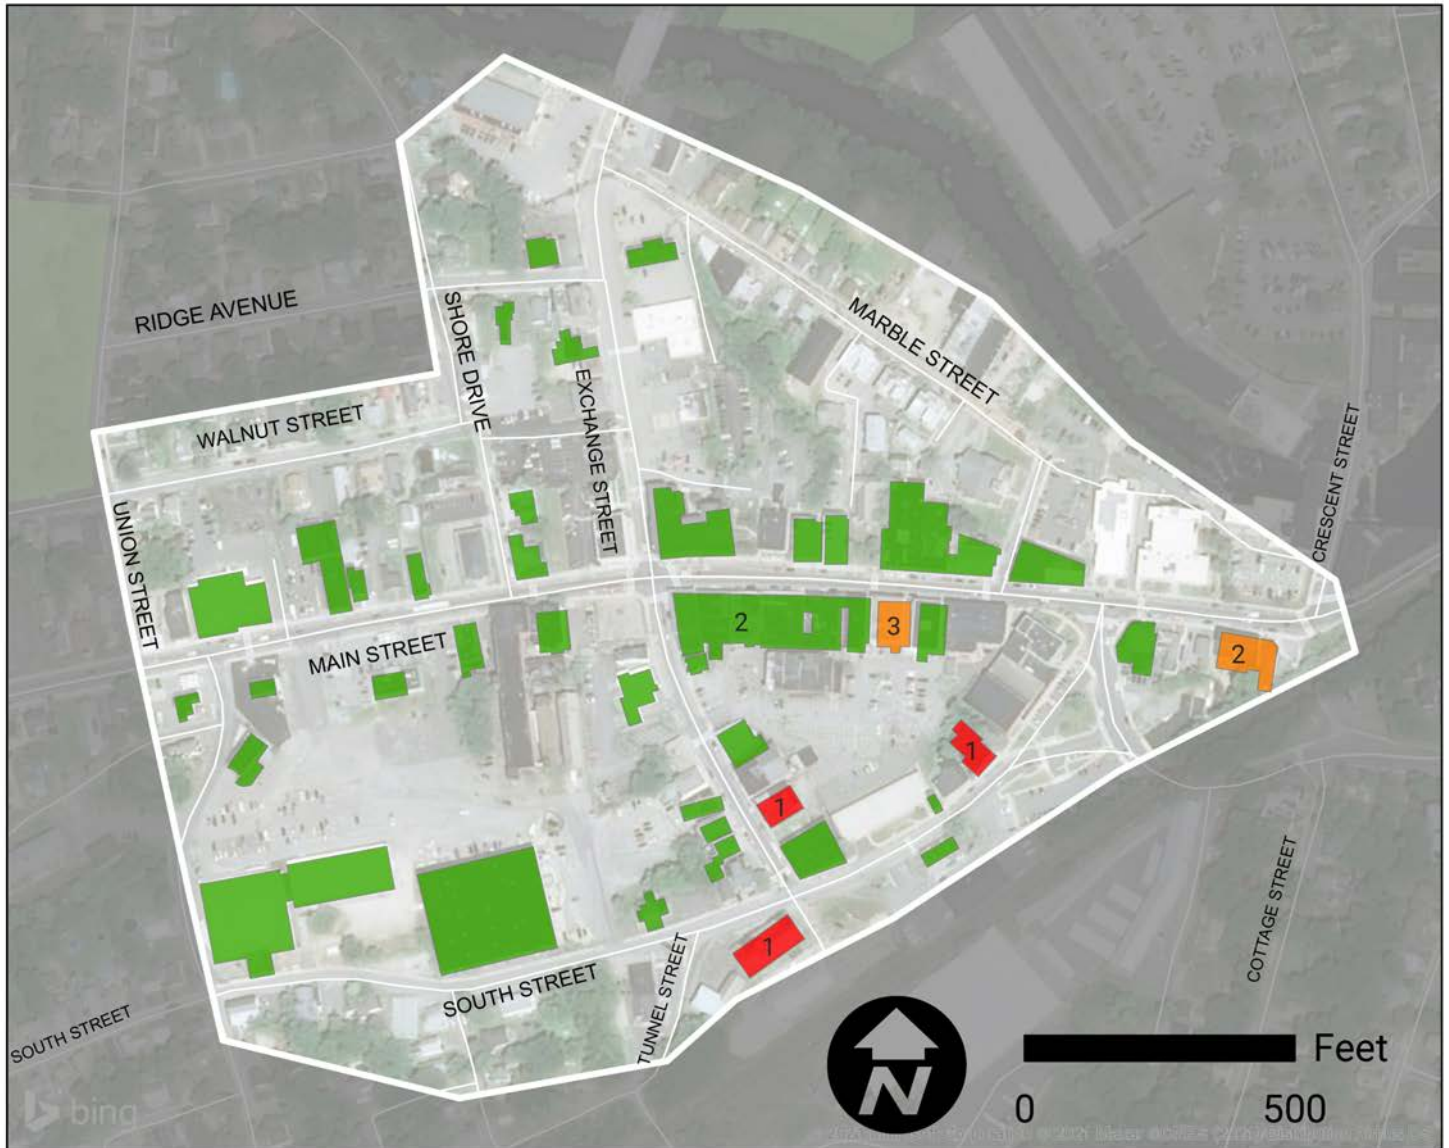 RIDGE AVENUE
SHORE DRIVE
MARBLE STREET
EXCHANGE STREET
WALNUT STREET
CRESCENT STREET
UNION STREET
MAIN STREET
2
3
2
1
1
1
COTTAGE STREET
SOUTH STREET
TUNNEL STREET
SOUTH STREET
N
Feet
0 500
bing